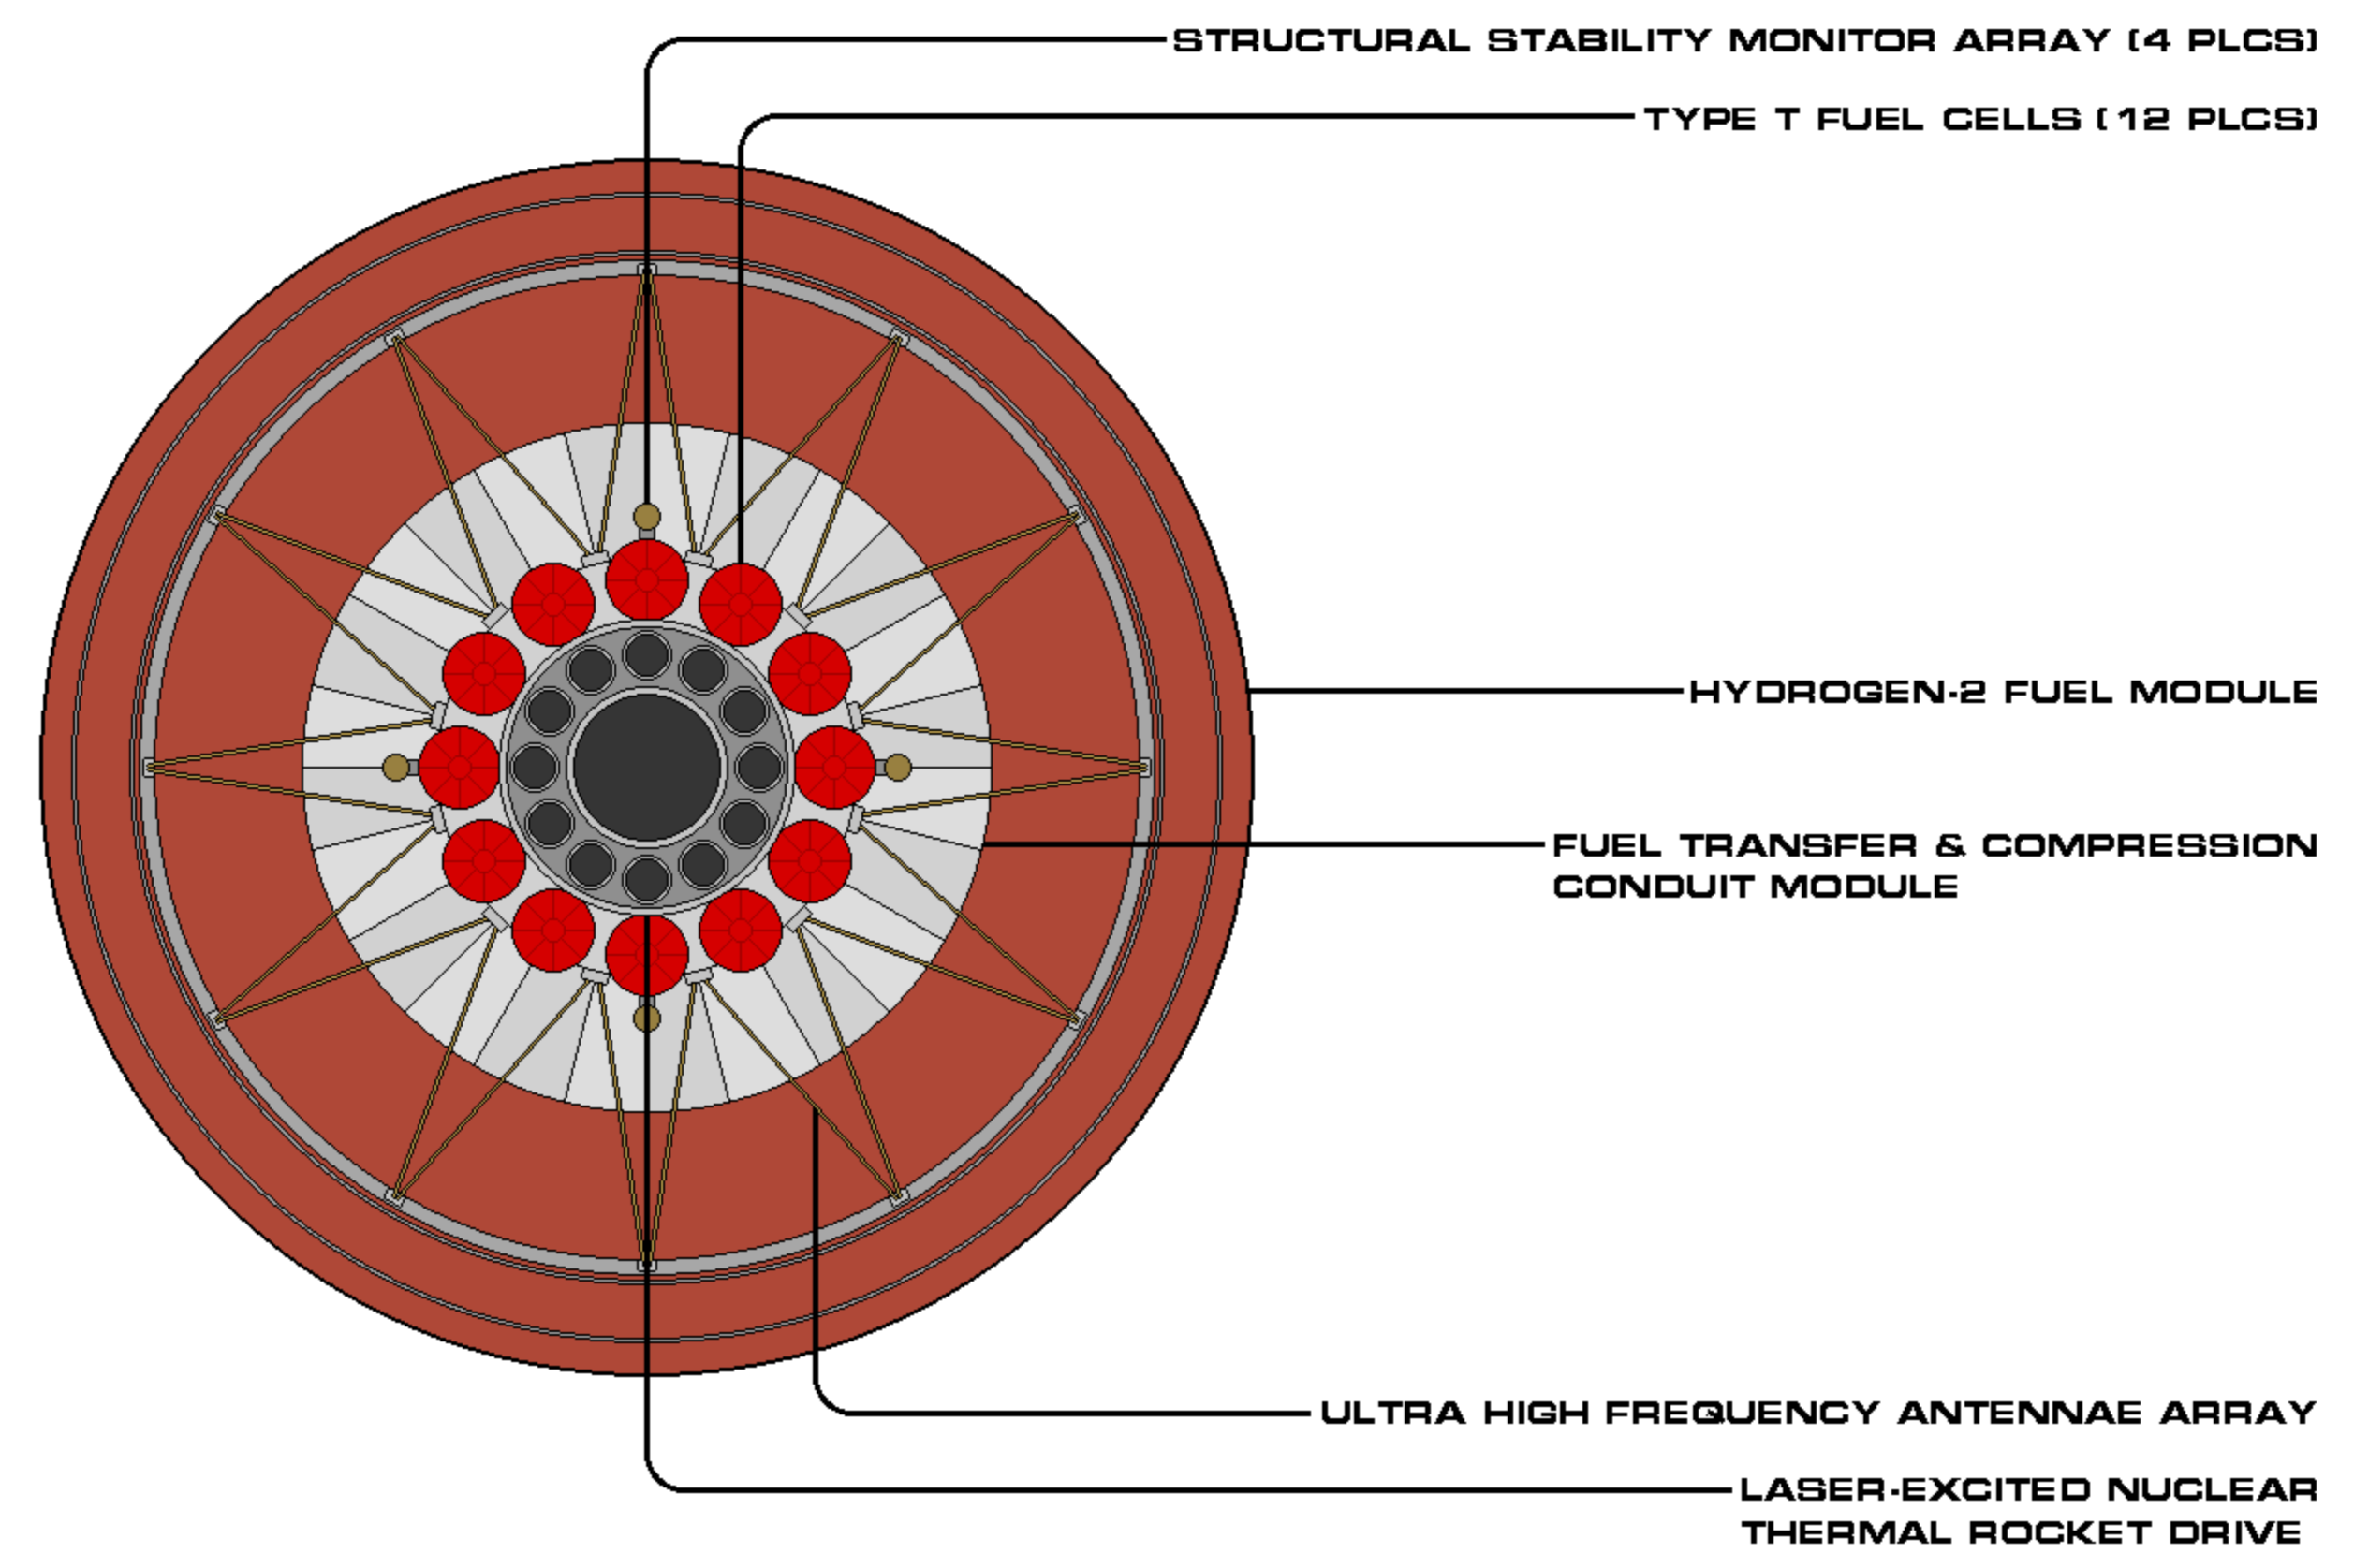 STRUCTURAL STABILITY MONITOR ARRAY (4 PLCS)
TYPE T FUEL CELLS (12 PLCS)
HYDROGEN-2 FUEL MODULE
FUEL TRANSFER & COMPRESSION
CONDUIT MODULE
ULTRA HIGH FREQUENCY ANTENNAE ARRAY
LASER-EXCITED NUCLEAR
THERMAL ROCKET DRIVE